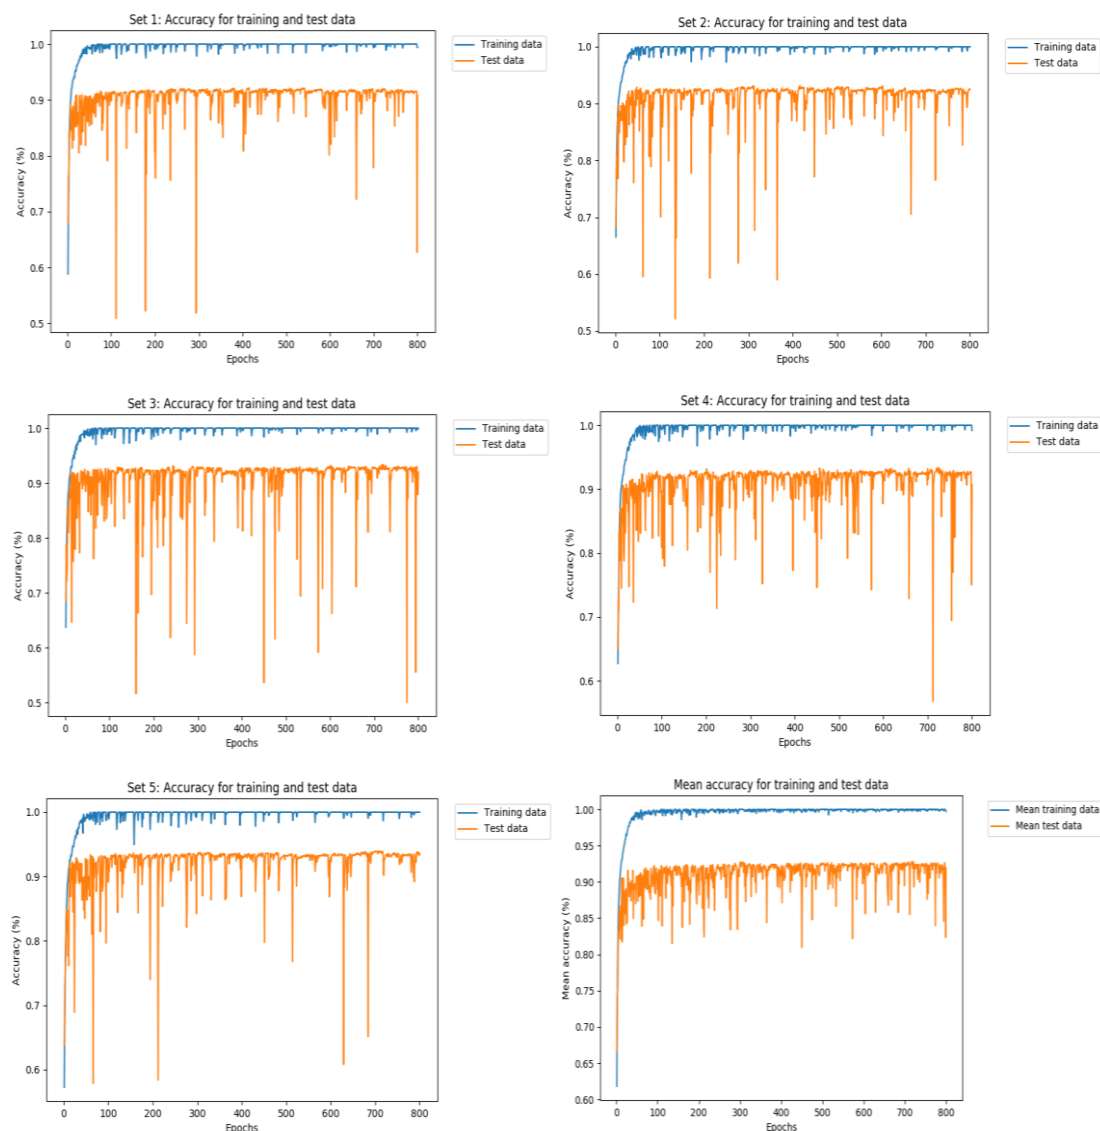 Set 1: Accuracy for training and test data
1.0
0.9
0.8
0.7
0.6
0.5
Accuracy (%)
0 100 200 300 400 500 600 700 800
Epochs
Training data
Test data
Set 2: Accuracy for training and test data
1.0
0.9
0.8
0.7
0.6
0.5
Accuracy (%)
0 100 200 300 400 500 600 700 800
Epochs
Training data
Test data
Set 3: Accuracy for training and test data
1.0
0.9
0.8
0.7
0.6
0.5
Accuracy (%)
0 100 200 300 400 500 600 700 800
Epochs
Training data
Test data
Set 4: Accuracy for training and test data
1.0
0.9
0.8
0.7
0.6
Accuracy (%)
0 100 200 300 400 500 600 700 800
Epochs
Training data
Test data
Set 5: Accuracy for training and test data
1.0
0.9
0.8
0.7
0.6
Accuracy (%)
0 100 200 300 400 500 600 700 800
Epochs
Training data
Test data
Mean accuracy for training and test data
1.00
0.95
0.90
0.85
0.80
0.75
0.70
0.65
0.60
Mean accuracy (%)
0 100 200 300 400 500 600 700 800
Epochs
Mean training data
Mean test data